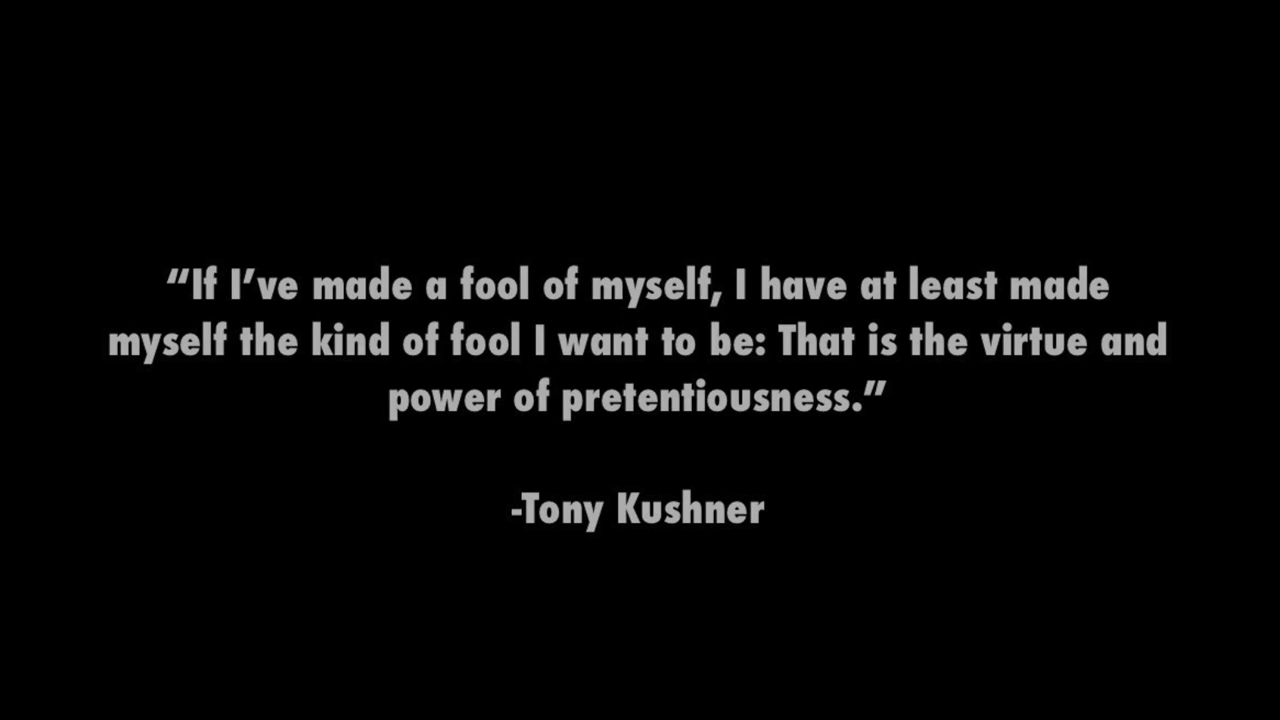 “If I’ve made a fool of myself, I have at least made
myself the kind of fool I want to be: That is the virtue and
power of pretentiousness.”
-Tony Kushner